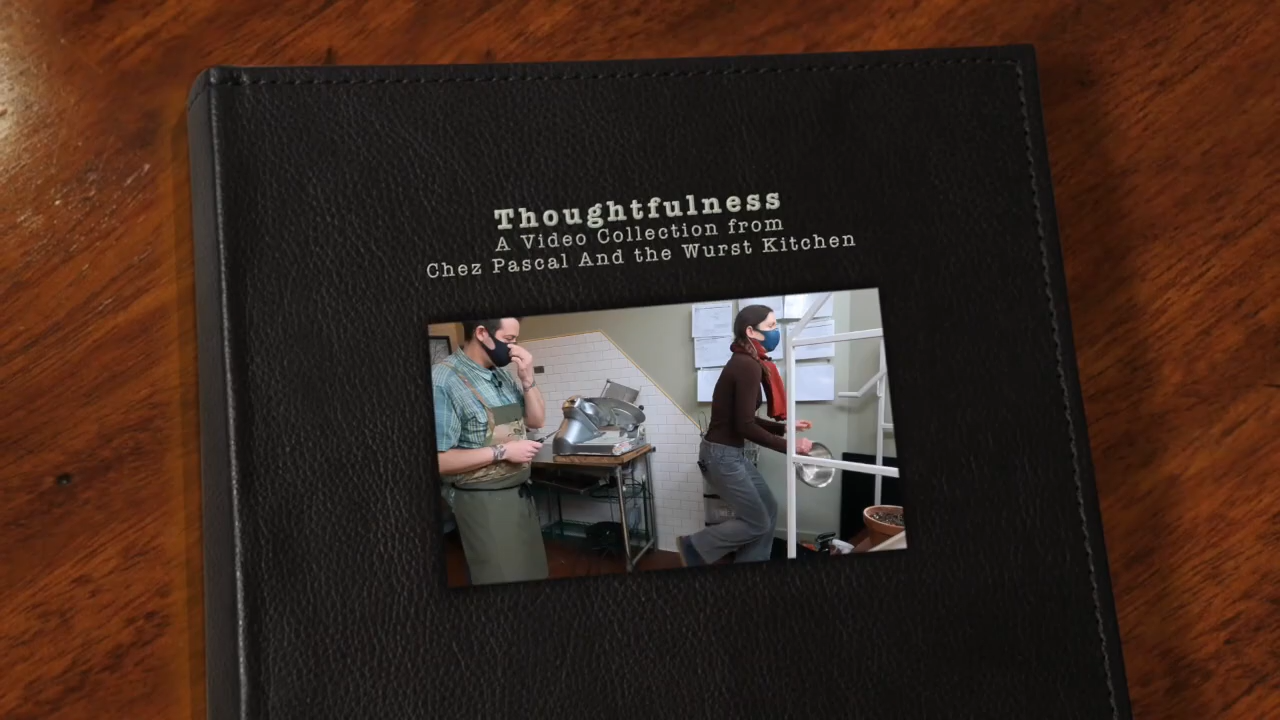 Thoughtfulness
A Video Collection from
Chez Pascal And the Wurst Kitchen